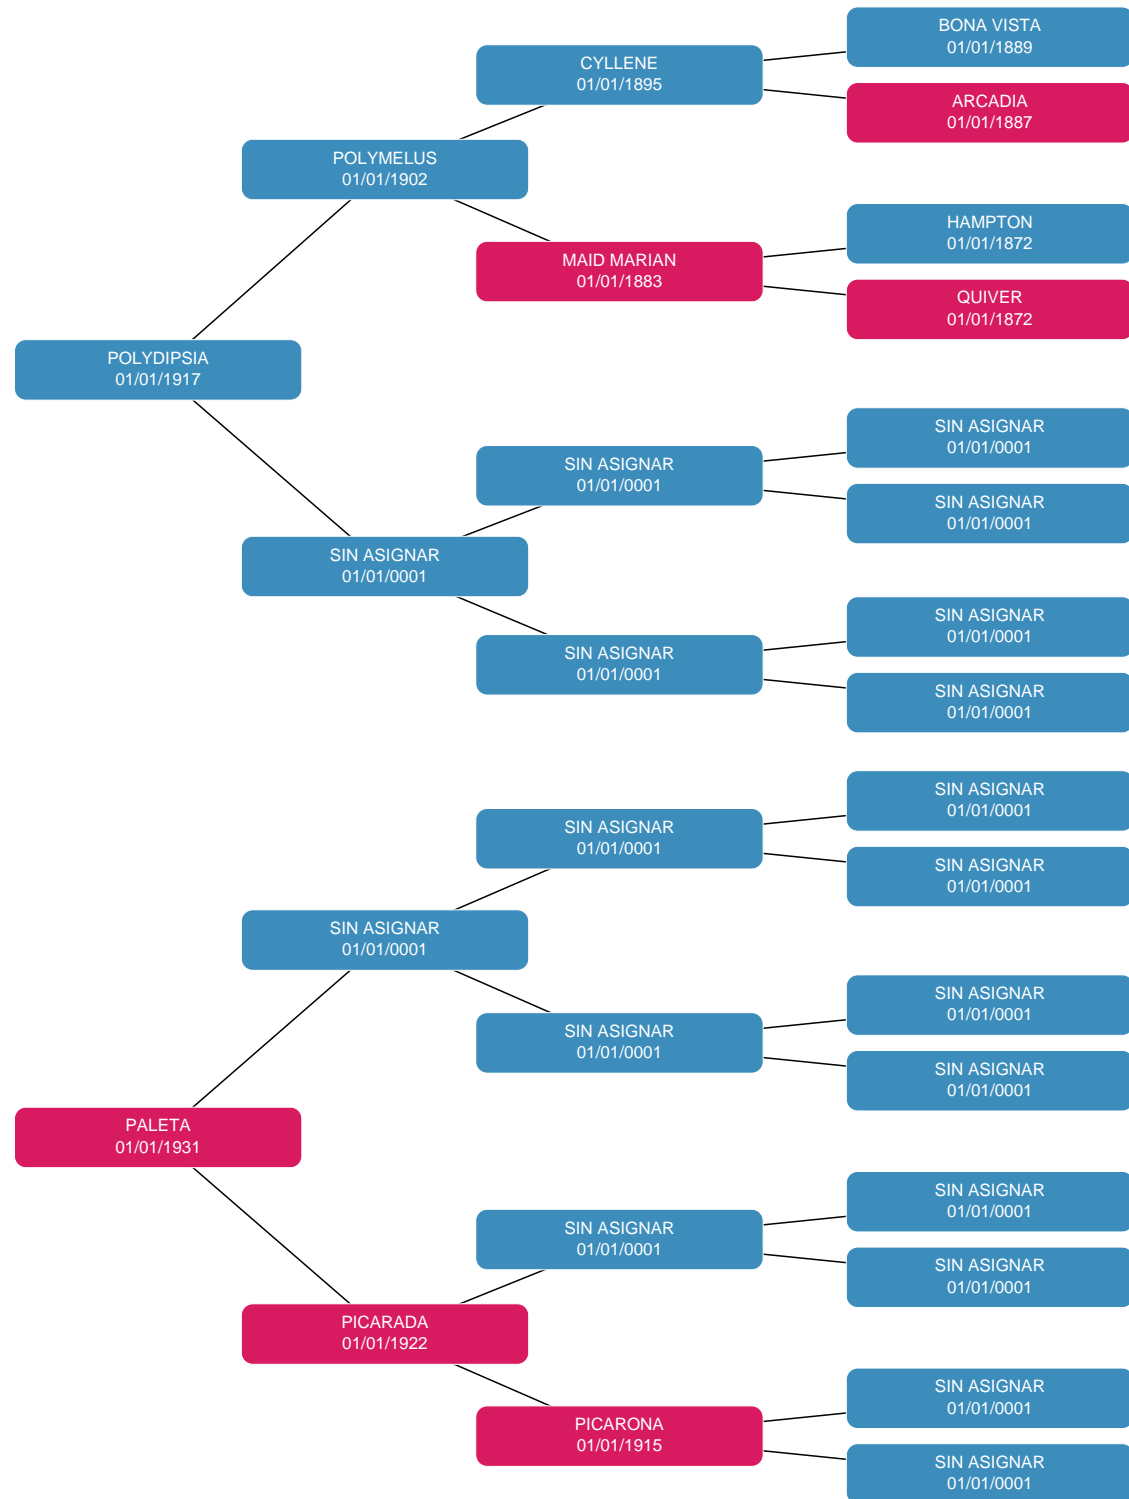 BONA VISTA
01/01/1889
CYLLENE
01/01/1895
ARCADIA
01/01/1887
POLYMELUS
01/01/1902
HAMPTON
01/01/1872
MAID MARIAN
01/01/1883
QUIVER
01/01/1872
POLYDIPSIA
01/01/1917
SIN ASIGNAR
01/01/0001
SIN ASIGNAR
01/01/0001
SIN ASIGNAR
01/01/0001
SIN ASIGNAR
01/01/0001
SIN ASIGNAR
01/01/0001
SIN ASIGNAR
01/01/0001
SIN ASIGNAR
01/01/0001
SIN ASIGNAR
01/01/0001
SIN ASIGNAR
01/01/0001
SIN ASIGNAR
01/01/0001
SIN ASIGNAR
01/01/0001
SIN ASIGNAR
01/01/0001
SIN ASIGNAR
01/01/0001
SIN ASIGNAR
01/01/0001
PALETA
01/01/1931
SIN ASIGNAR
01/01/0001
SIN ASIGNAR
01/01/0001
SIN ASIGNAR
01/01/0001
PICARADA
01/01/1922
SIN ASIGNAR
01/01/0001
PICARONA
01/01/1915
SIN ASIGNAR
01/01/0001